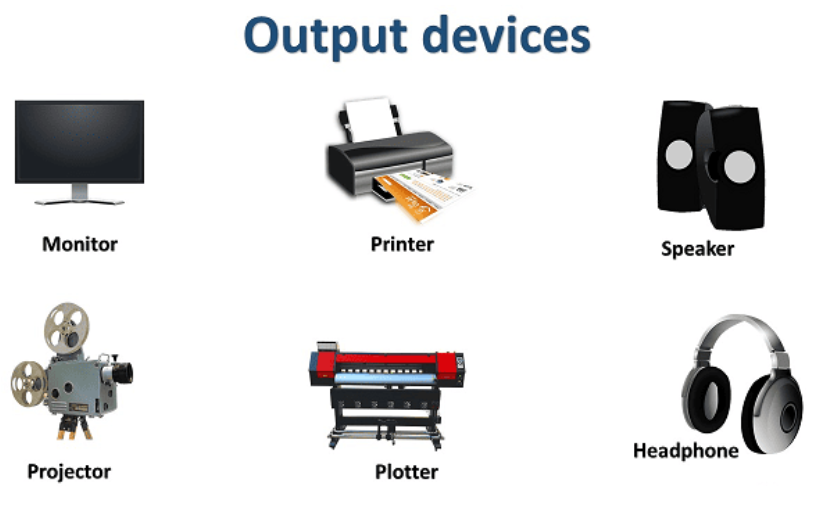 Output devices
Monitor
Printer
Speaker
Projector
Plotter
Headphone